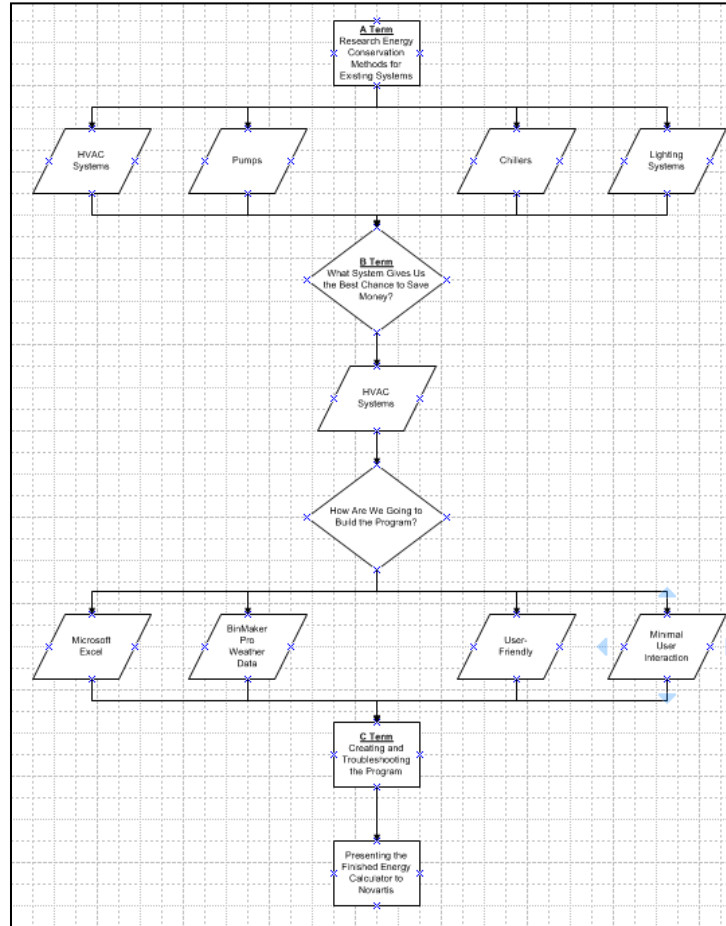 A Term
Research Energy
Conservation
Methods for
Existing Systems
HVAC
Systems
Pumps
Chillers
Lighting
Systems
B Term
What System Gives Us
the Best Chance to Save
Money?
HVAC
Systems
How Are We Going to
Build the Program?
Microsoft
Excel
BinMaker
Pro
Weather
Data
User-
Friendly
Minimal
User
Interaction
C Term
Creating and
Troubleshooting
the Program
Presenting the
Finished Energy
Calculator to
Novartis